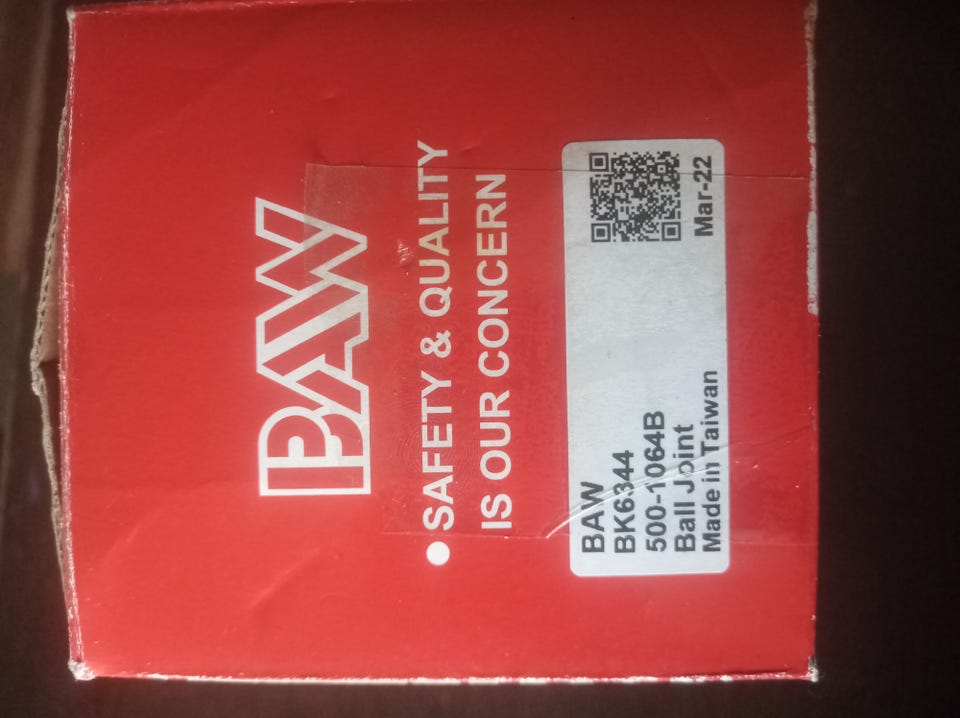 BAW
• SAFETY & QUALITY
IS OUR CONCERN
BAW
BK6344
500-1064B
Ball Joint
Made in Taiwan
Mar-22